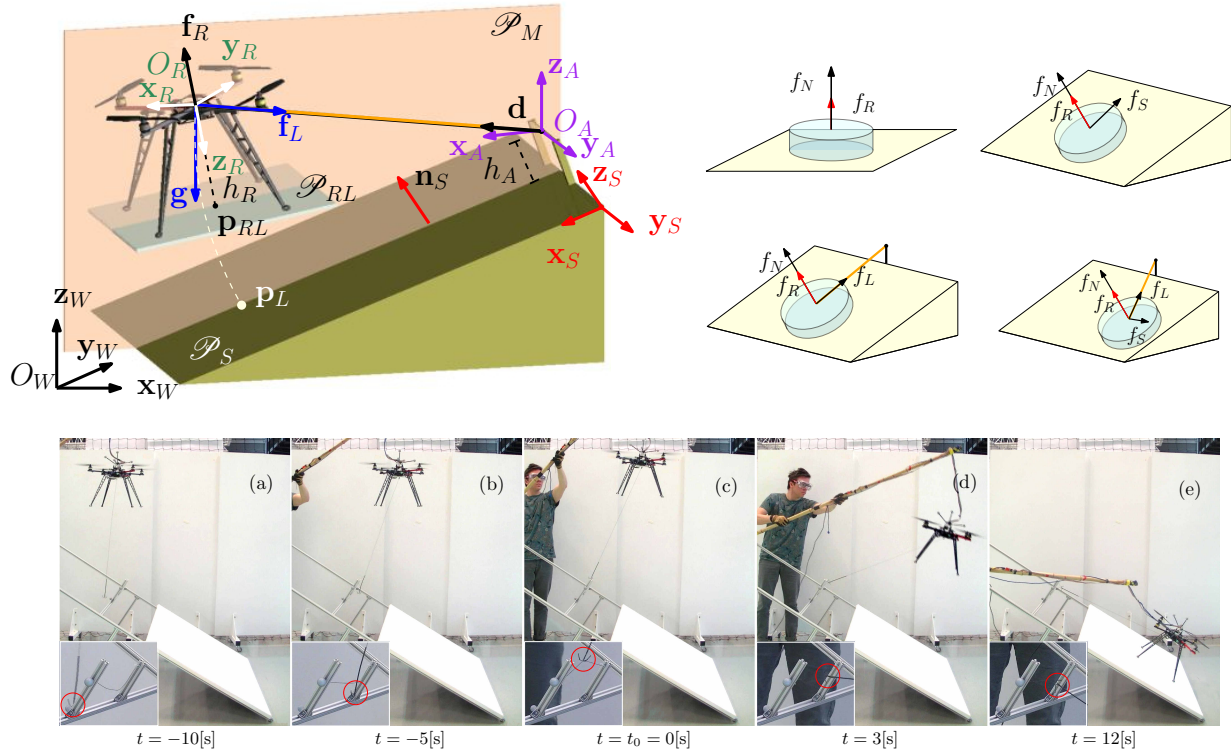 𝒫_M
f_R
O_R
y_R
x_R
z_R
f_L
g
h_R
𝒫_RL
p_RL
d
z_A
O_A
x_A
y_A
h_A
n_S
z_S
y_S
x_S
p_L
𝒫_S
z_W
y_W
O_W
x_W
f_N
f_R
f_N
f_R
f_S
f_N
f_R
f_L
f_N
f_R
f_L
f_S
(a)
(b)
(c)
(d)
(e)
t = −10[s]
t = −5[s]
t = t_0 = 0[s]
t = 3[s]
t = 12[s]